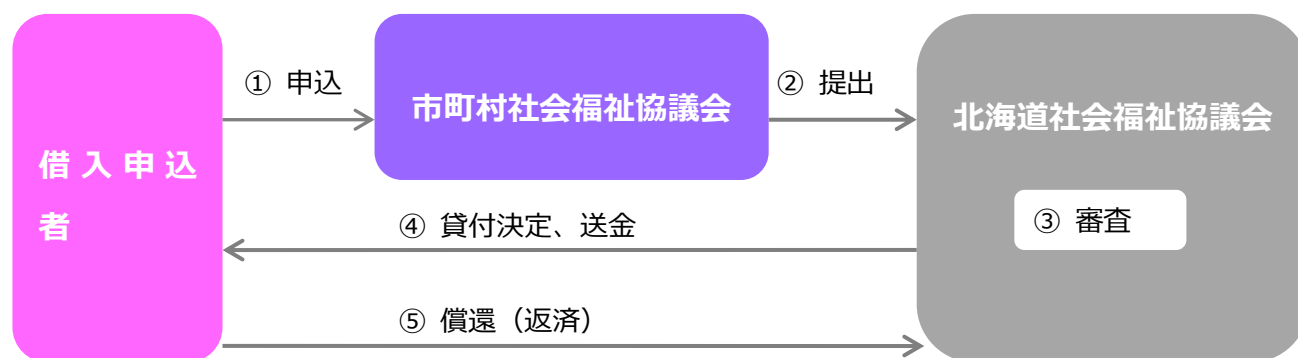 ① 申込
② 提出
市町村社会福祉協議会
北海道社会福祉協議会
借入申込
者
③ 審査
④ 貸付決定、送金
⑤ 償還（返済）